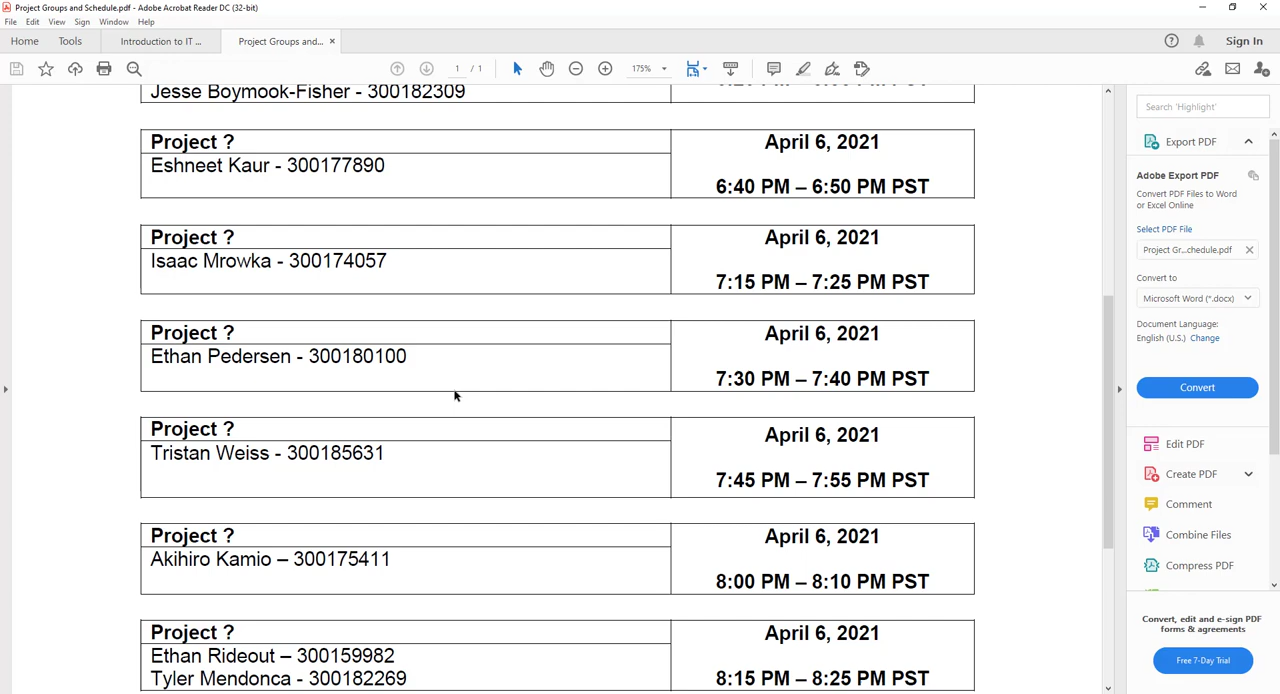 Project Groups and Schedule.pdf - Adobe Acrobat Reader DC (32-bit)
File Edit View Sign Window Help
Home Tools Introduction to IT ... Project Groups and... ×
Sign In
1 / 1 175%
Jesse Boymook-Fisher - 300182309
Project ?
April 6, 2021
Eshneet Kaur - 300177890
6:40 PM – 6:50 PM PST
Project ?
April 6, 2021
Isaac Mrowka - 300174057
7:15 PM – 7:25 PM PST
Project ?
April 6, 2021
Ethan Pedersen - 300180100
7:30 PM – 7:40 PM PST
Project ?
April 6, 2021
Tristan Weiss - 300185631
7:45 PM – 7:55 PM PST
Project ?
April 6, 2021
Akihiro Kamio – 300175411
8:00 PM – 8:10 PM PST
Project ?
April 6, 2021
Ethan Rideout – 300159982
Tyler Mendonca - 300182269
8:15 PM – 8:25 PM PST
Search 'Highlight'
Export PDF
Adobe Export PDF
Convert PDF Files to Word
or Excel Online
Select PDF File
Project Gr...chedule.pdf
Convert to
Microsoft Word (*.docx)
Document Language:
English (U.S.) Change
Convert
Edit PDF
Create PDF
Comment
Combine Files
Compress PDF
Convert, edit and e-sign PDF
forms & agreements
Free 7-Day Trial